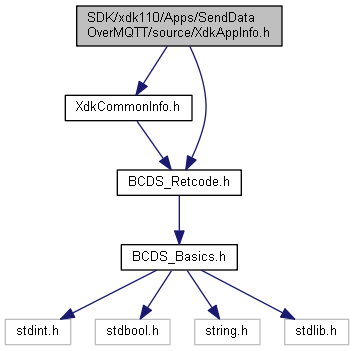 SDK/xdk110/Apps/SendData
OverMQTT/source/XdkAppInfo.h
XdkCommonInfo.h
BCDS_Retcode.h
BCDS_Basics.h
stdint.h
stdbool.h
string.h
stdlib.h